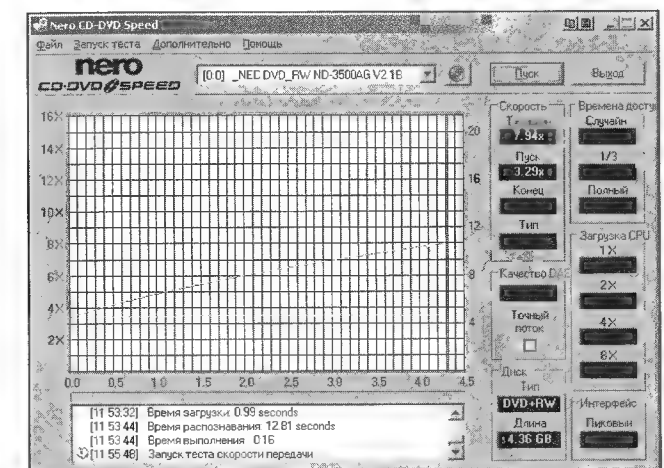 Nero CD-DVD Speed
Файл Запуск теста Дополнительно Помощь
nero
CD-DVD SPEED
[0:0] _NEC DVD_RW ND-3500AG V2 1B
Пуск
Выход
Скорость
7.94x
Пуск
3.29x
Конец
Тип
Времена доступ
Случайн
1/3
Полный
Загрузка CPU
1X
2X
4X
8X
Качество DAE
Точный
поток
Диск
Тип
DVD+RW
Длина
4.36 GB
Интерфейс
Пиковый
16X
14X
12X
10X
8X
6X
4X
2X
20
16
12
8
4
0.0 0.5 1.0 1.5 2.0 2.5 3.0 3.5 4.0 4.5
[11 53:32] Время загрузки: 0.99 seconds
[11 53 44] Время распознавания: 12.81 seconds
[11 53 44] Время выполнения 0 16
[11 55 48] Запуск теста скорости передачи